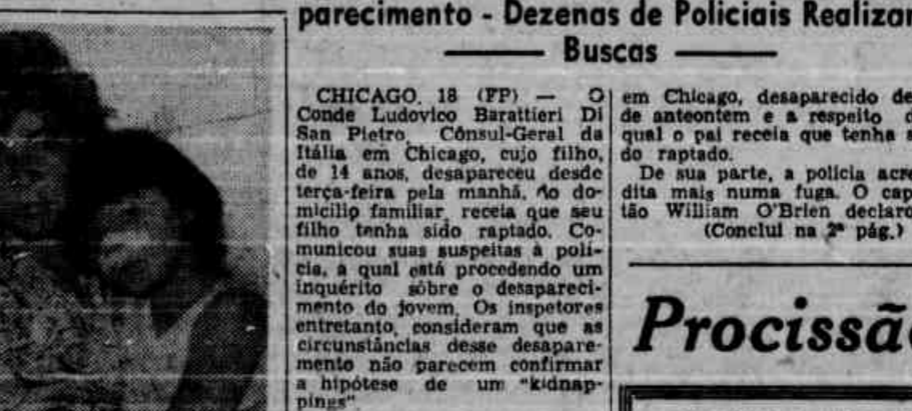 parecimento - Dezenas de Policiais Realizar
Buscas
CHICAGO, 18 (FP) — O
Conde Ludovico Barattieri Di
San Pietro, Cônsul-Geral da
Itália em Chicago, cujo filho,
de 14 anos, desapareceu desde
terça-feira pela manhã, do do-
micilio familiar, receia que seu
filho tenha sido raptado. Co-
municou suas suspeitas à polí-
cia, a qual está procedendo um
inquérito sôbre o desapareci-
mento do jovem. Os inspetores
entretanto, consideram que as
circunstâncias desse desapare-
mento não parecem confirmar
a hipótese de um "kidnap-
pings".
em Chicago, desaparecido de
de anteontem e a respeito
qual o pai receia que tenha s
do raptado.
De sua parte, a polícia acre
dita mais numa fuga. O cap
tão William O'Brien declaro
(Conclui na 2ª pág.)
Procissã